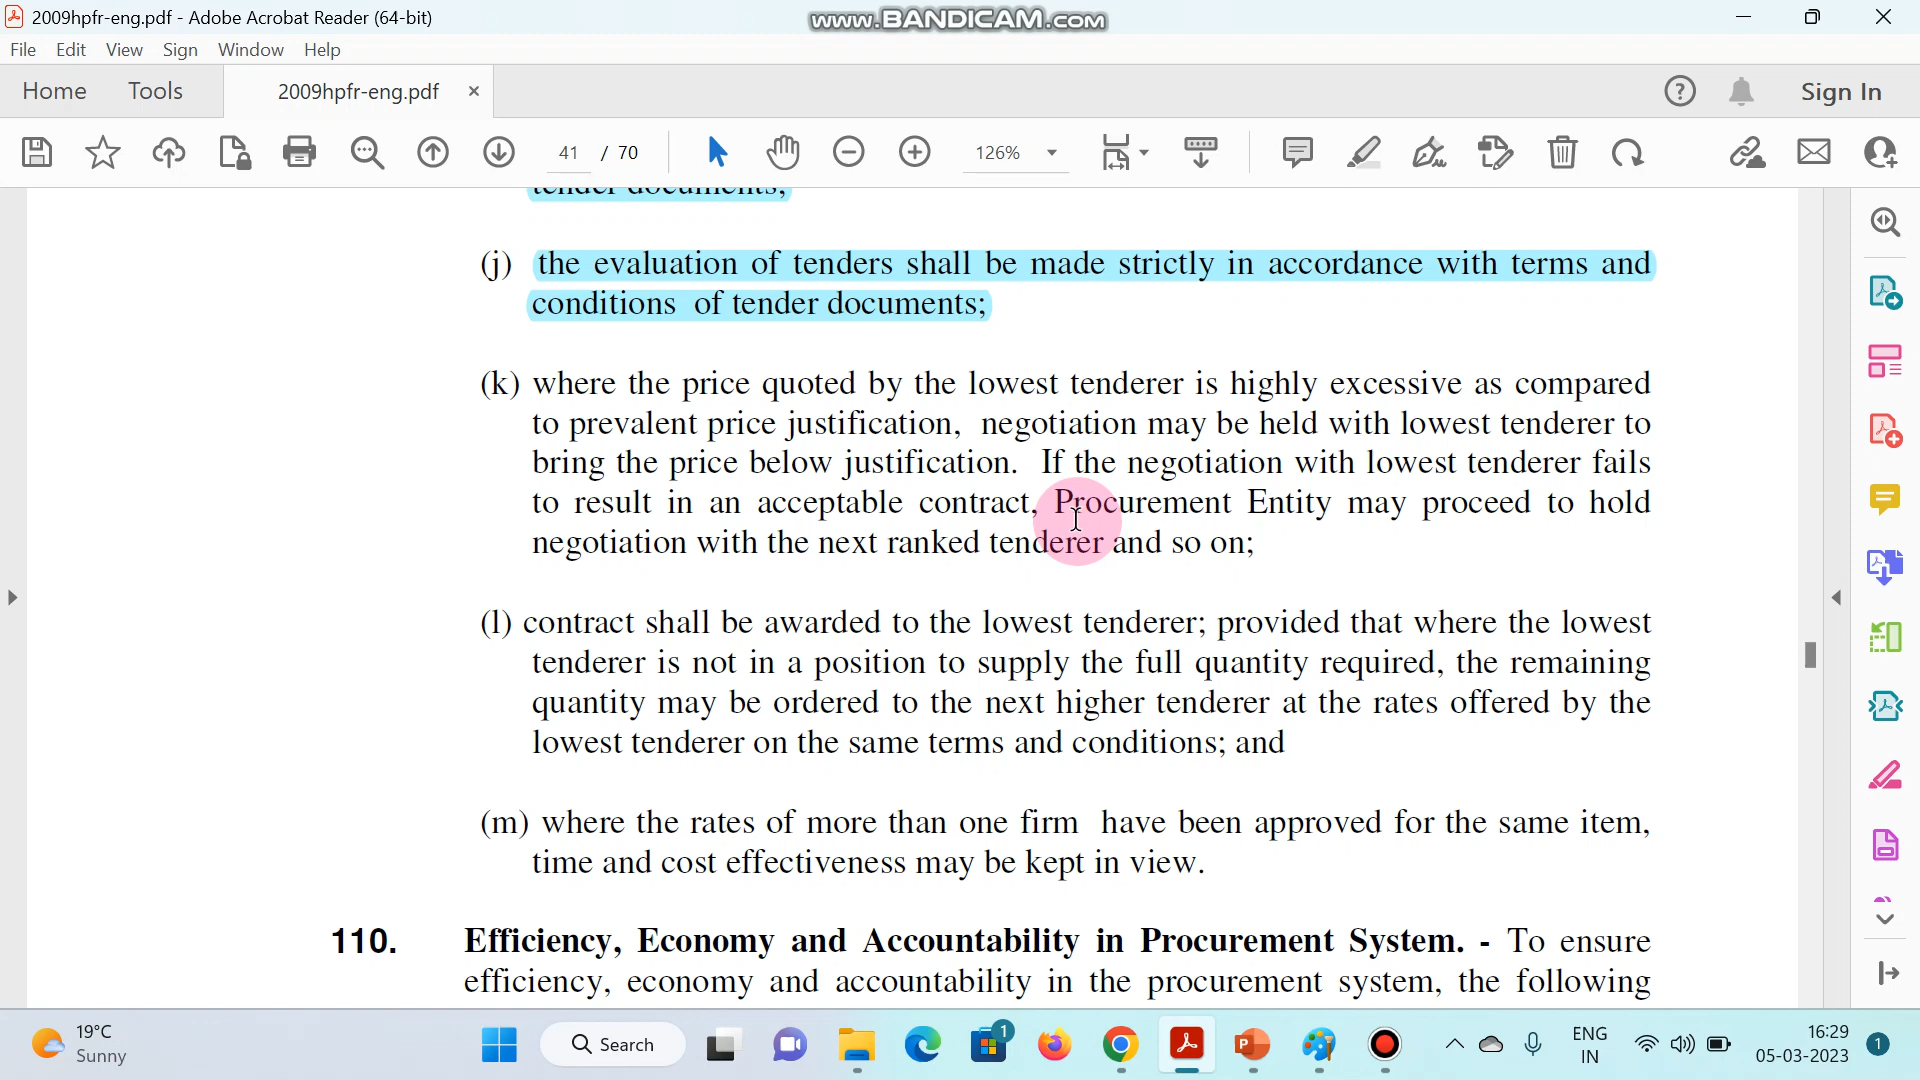 2009hpfr-eng.pdf - Adobe Acrobat Reader (64-bit)
www.BANDICAM.com
File Edit View Sign Window Help
Home Tools 2009hpfr-eng.pdf Sign In
41 / 70 126%
tender documents;
(j) the evaluation of tenders shall be made strictly in accordance with terms and
conditions of tender documents;
(k) where the price quoted by the lowest tenderer is highly excessive as compared
to prevalent price justification, negotiation may be held with lowest tenderer to
bring the price below justification. If the negotiation with lowest tenderer fails
to result in an acceptable contract, Procurement Entity may proceed to hold
negotiation with the next ranked tenderer and so on;
(l) contract shall be awarded to the lowest tenderer; provided that where the lowest
tenderer is not in a position to supply the full quantity required, the remaining
quantity may be ordered to the next higher tenderer at the rates offered by the
lowest tenderer on the same terms and conditions; and
(m) where the rates of more than one firm have been approved for the same item,
time and cost effectiveness may be kept in view.
110. Efficiency, Economy and Accountability in Procurement System. - To ensure
efficiency, economy and accountability in the procurement system, the following
19°C
Sunny
Search
1
ENG
IN
16:29
05-03-2023
1